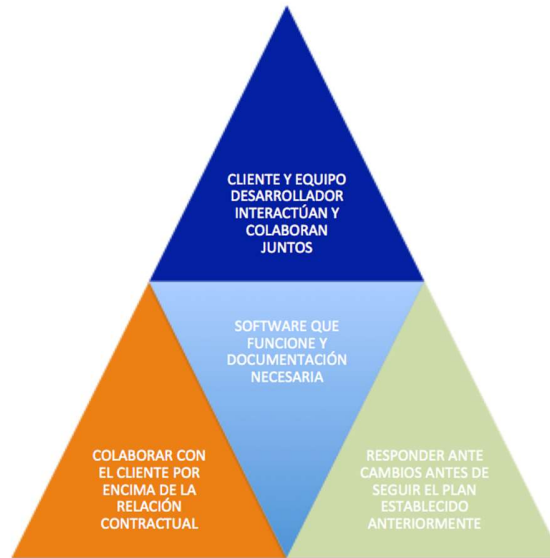 CLIENTE Y EQUIPO
DESARROLLADOR
INTERACTÚAN Y
COLABORAN
JUNTOS
SOFTWARE QUE
FUNCIONE Y
DOCUMENTACIÓN
NECESARIA
COLABORAR CON
EL CLIENTE POR
ENCIMA DE LA
RELACIÓN
CONTRACTUAL
RESPONDER ANTE
CAMBIOS ANTES DE
SEGUIR EL PLAN
ESTABLECIDO
ANTERIORMENTE